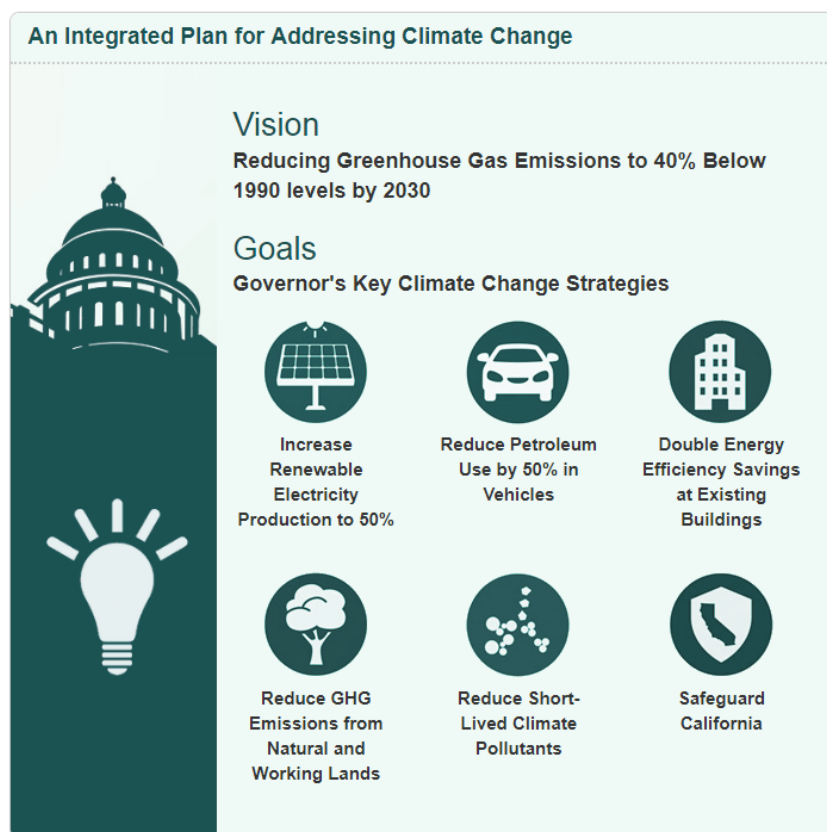 An Integrated Plan for Addressing Climate Change
Vision
Reducing Greenhouse Gas Emissions to 40% Below
1990 levels by 2030
Goals
Governor's Key Climate Change Strategies
Increase
Renewable
Electricity
Production to 50%
Reduce Petroleum
Use by 50% in
Vehicles
Double Energy
Efficiency Savings
at Existing
Buildings
Reduce GHG
Emissions from
Natural and
Working Lands
Reduce Short-
Lived Climate
Pollutants
Safeguard
California